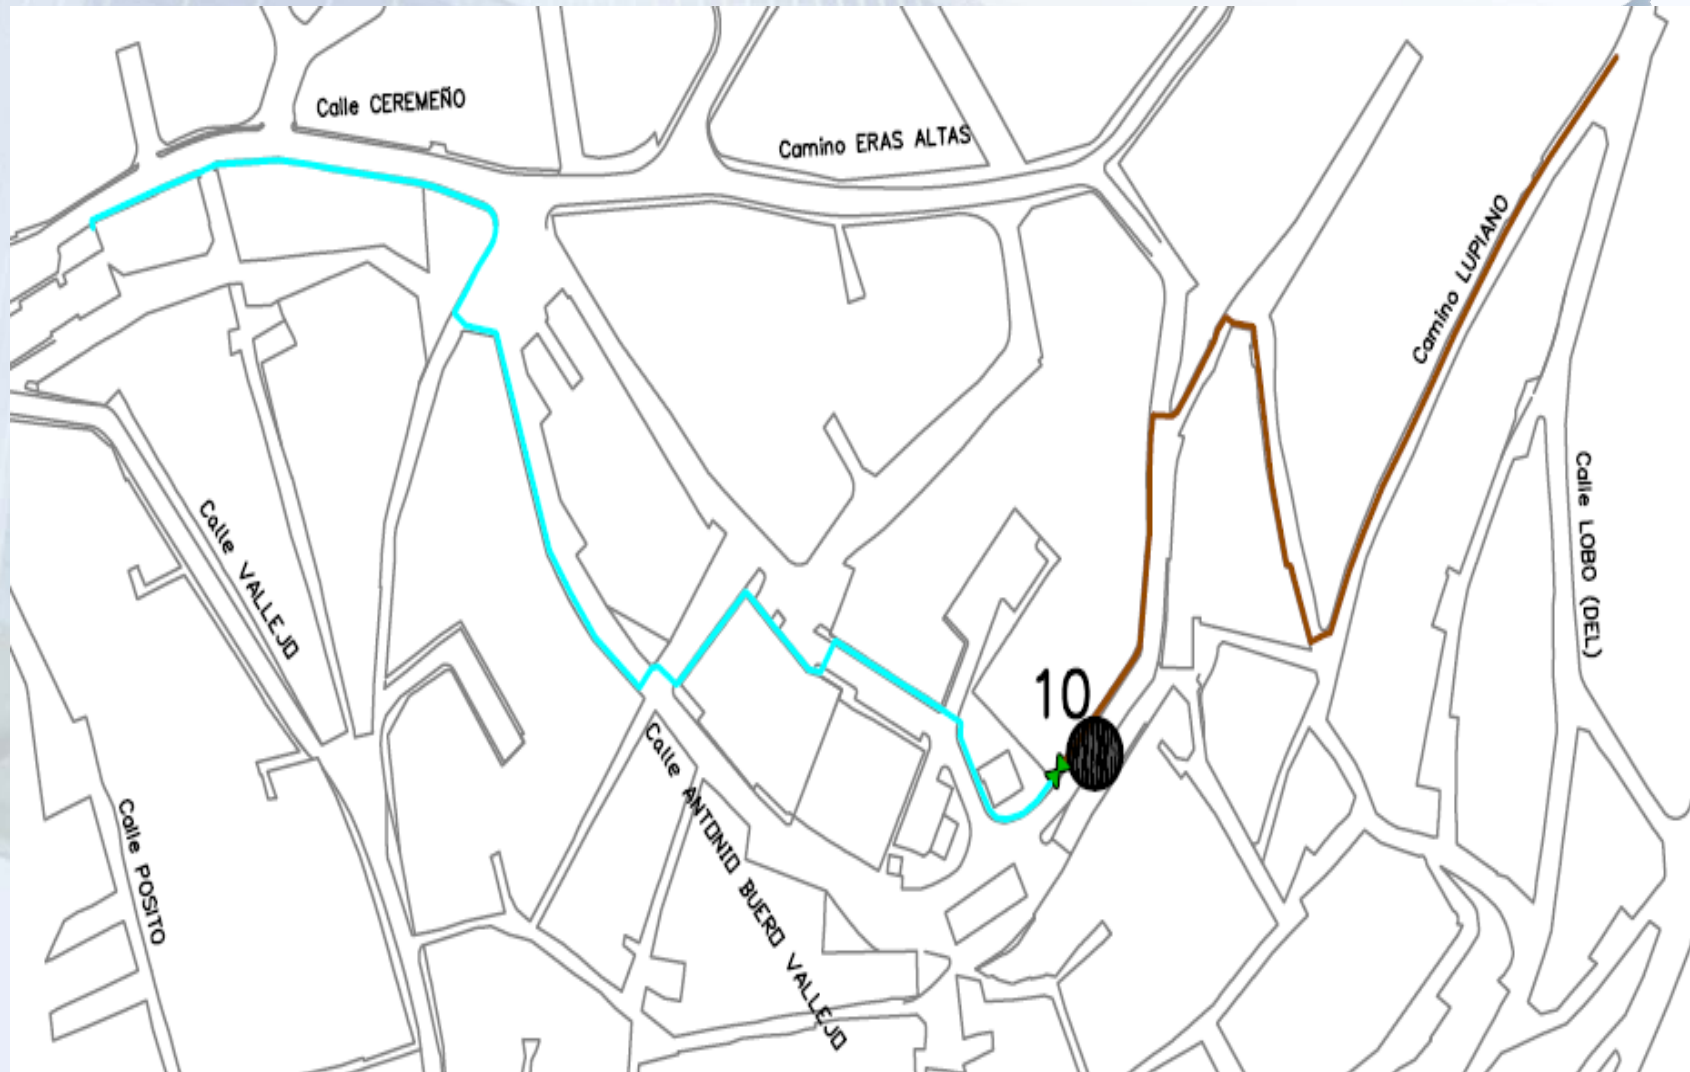 Calle CEREMEÑO
Camino ERAS ALTAS
Camino LUPIANO
Calle VALLEJO
Calle LOBO (DEL)
10
Calle ANTONIO BUERO VALLEJO
Calle POSITO